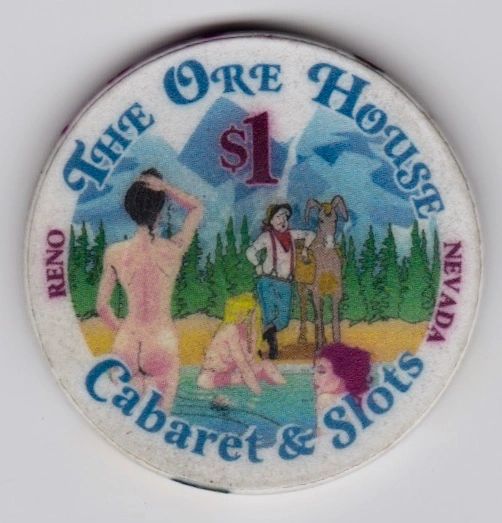 THE ORE HOUSE
$1
RENO
NEVADA
Cabaret & Slots